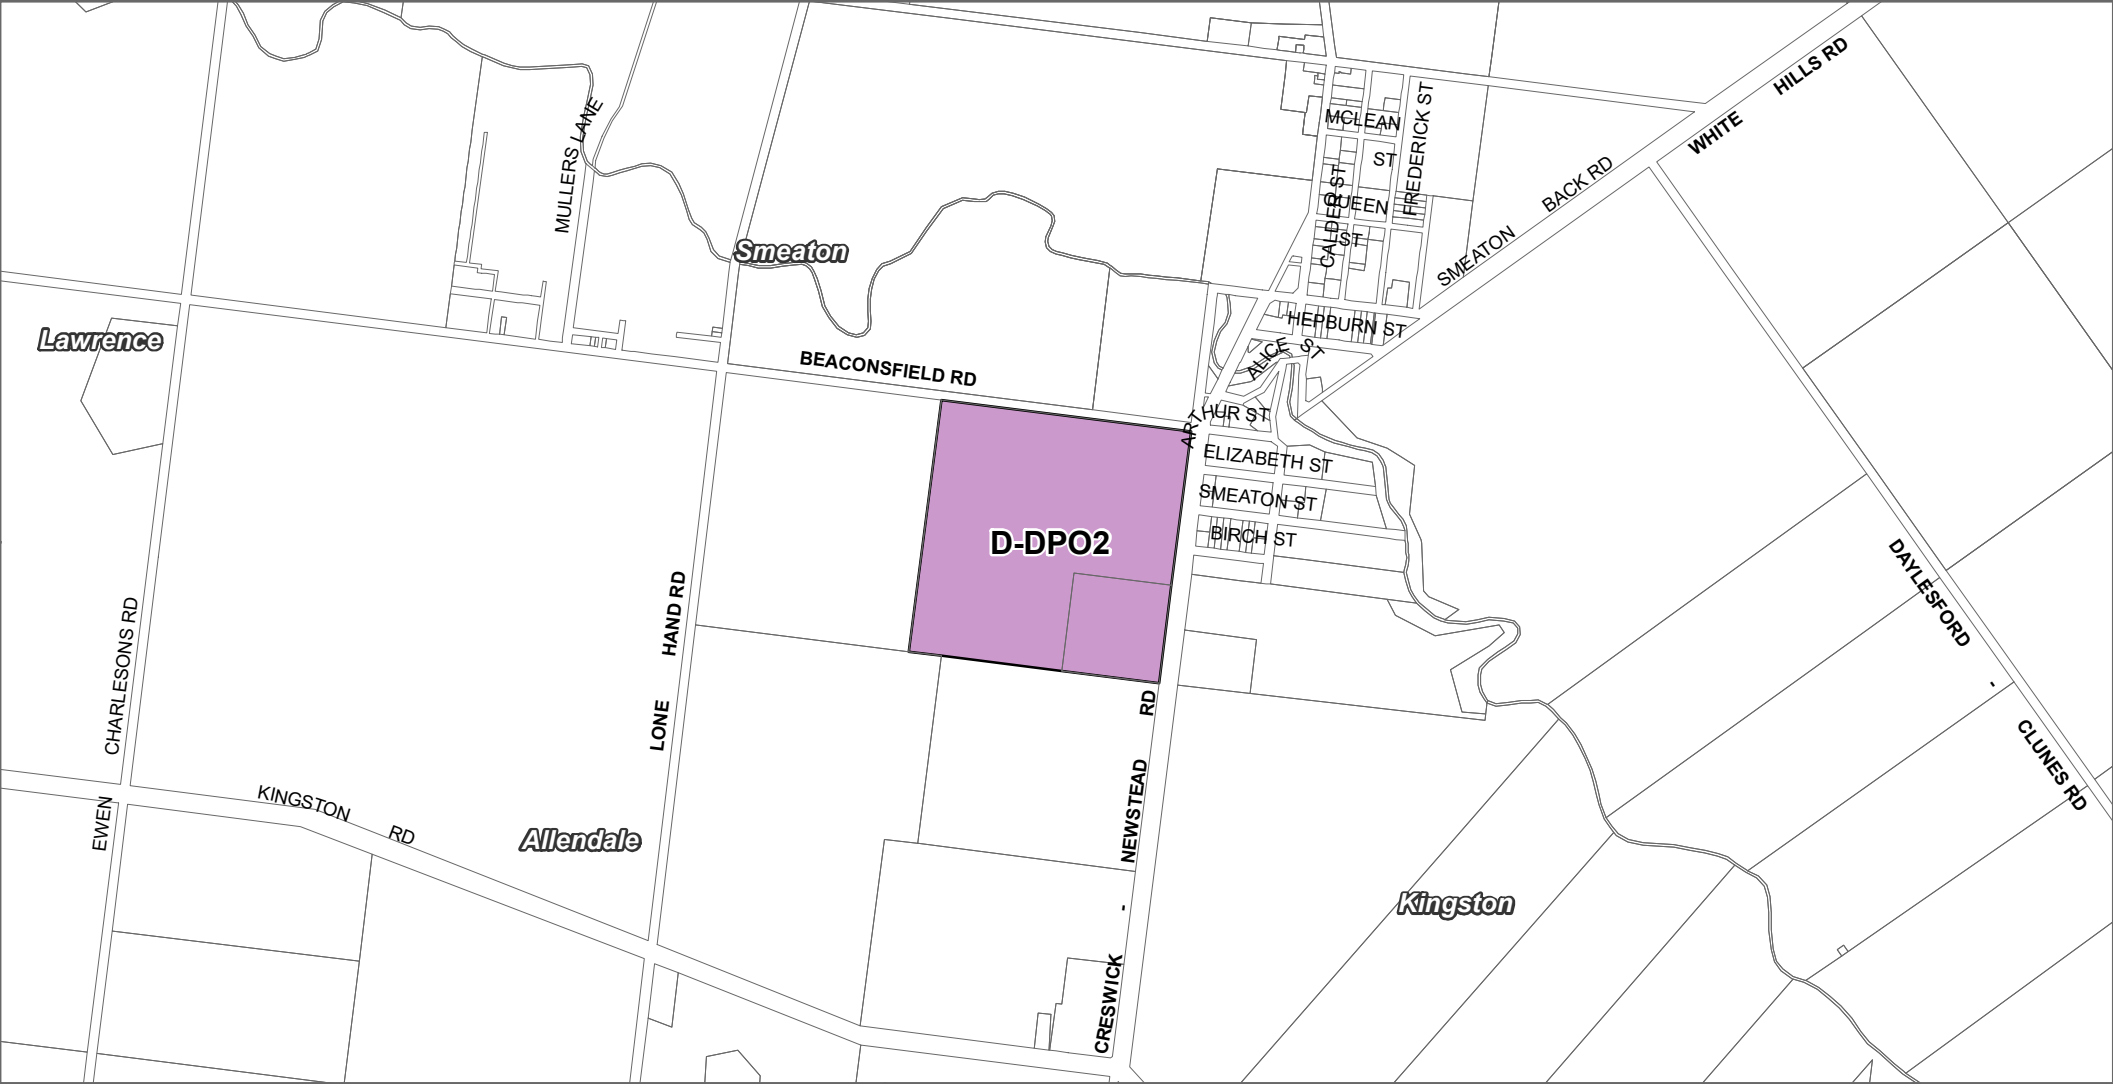 HILLS RD
WHITE
MULLERS LANE
MCLEAN
ST
FREDERICK ST
CALDER ST
QUEEN
ST
SMEATON
BACK RD
Smeaton
Lawrence
HEPBURN ST
ALICE ST
BEACONSFIELD RD
ARTHUR ST
ELIZABETH ST
SMEATON ST
BIRCH ST
D-DPO2
DAYLESFORD
-
CLUNES RD
CHARLESONS RD
EWEN
LONE
HAND RD
KINGSTON
RD
Allendale
Kingston
CRESWICK
-
NEWSTEAD
RD